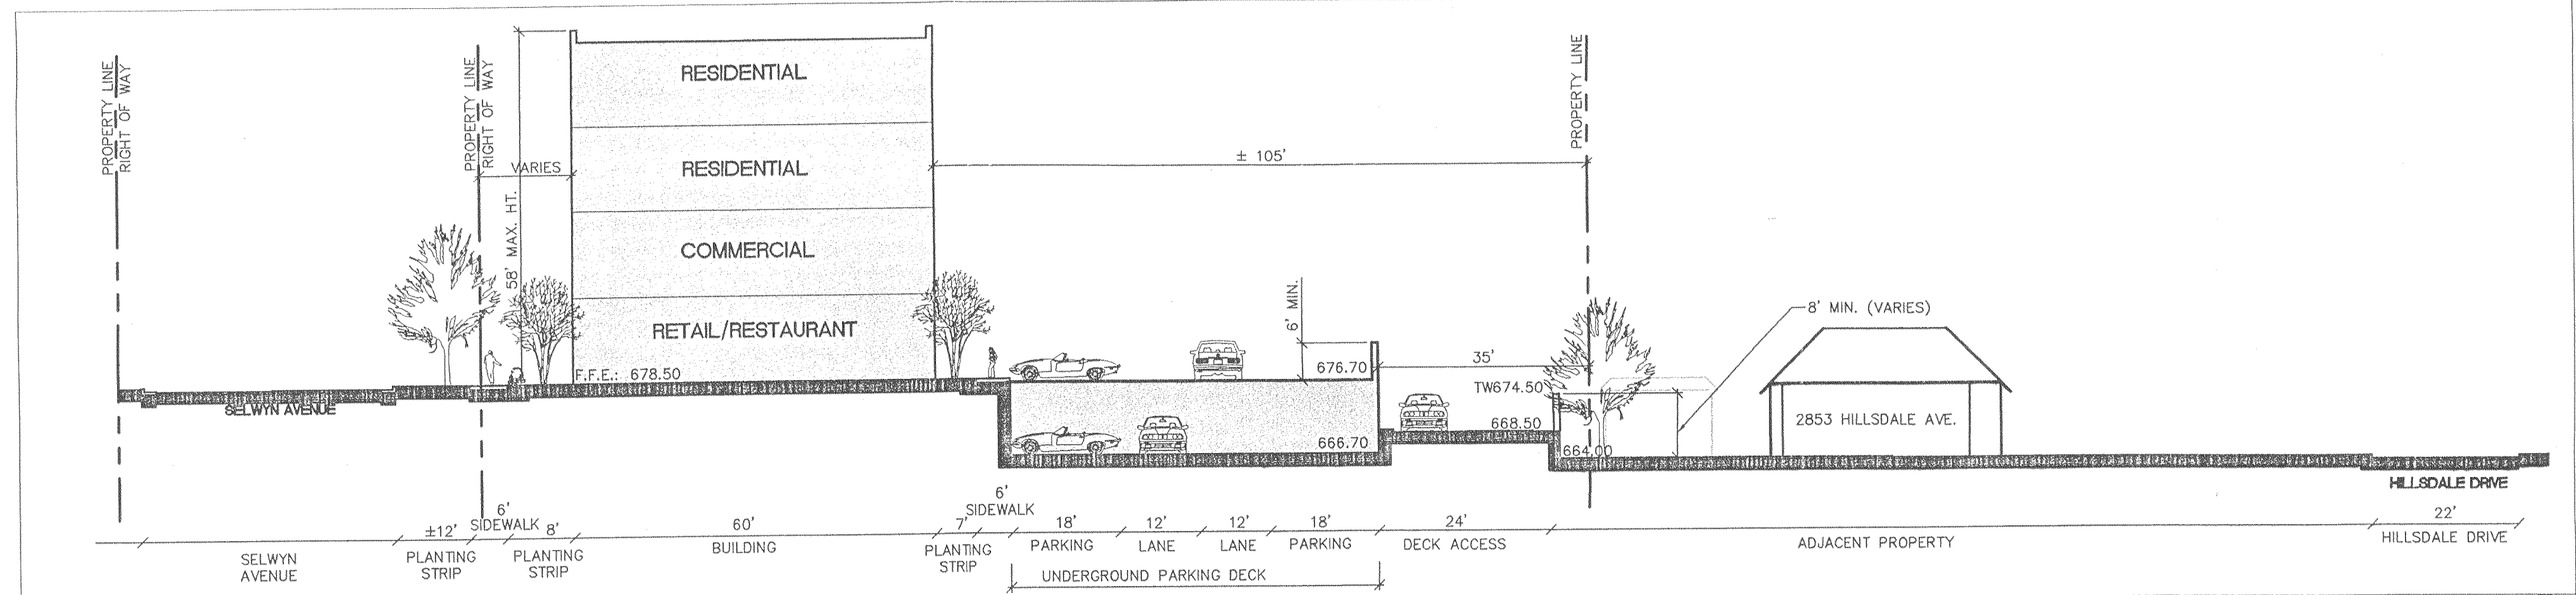 PROPERTY LINE
RIGHT OF WAY
PROPERTY LINE
RIGHT OF WAY
VARIES
58' MAX. HT.
RESIDENTIAL
RESIDENTIAL
COMMERCIAL
RETAIL/RESTAURANT
F.F.E.: 678.50
± 105'
PROPERTY LINE
6' MIN.
676.70
35'
TW674.50
8' MIN. (VARIES)
2853 HILLSDALE AVE.
666.70
668.50
664.00
SELWYN AVENUE
HILLSDALE DRIVE
±12'
PLANTING
STRIP
6'
SIDEWALK
8'
PLANTING
STRIP
60'
BUILDING
7'
PLANTING
STRIP
6'
SIDEWALK
18'
PARKING
12'
LANE
12'
LANE
18'
PARKING
24'
DECK ACCESS
ADJACENT PROPERTY
22'
HILLSDALE DRIVE
SELWYN
AVENUE
UNDERGROUND PARKING DECK